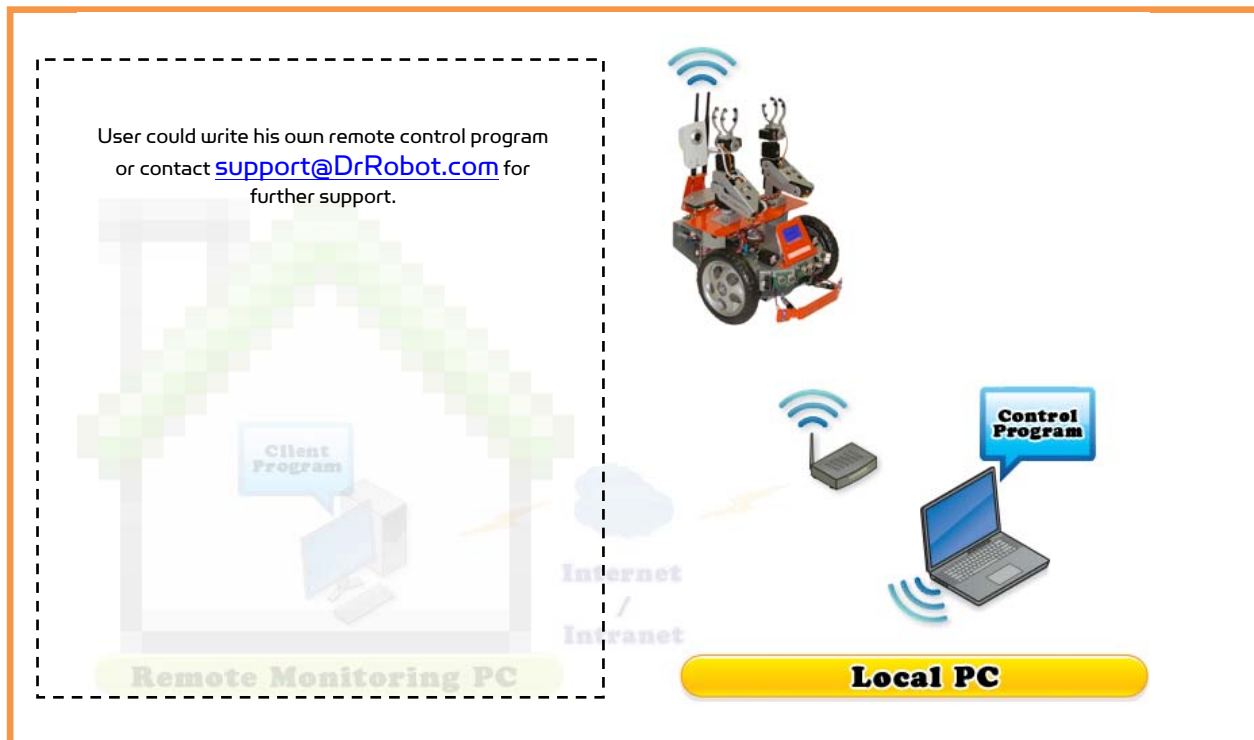 User could write his own remote control program
or contact support@DrRobot.com for
further support.
Control
Program
Client
Program
Internet
/
Intranet
Remote Monitoring PC
Local PC